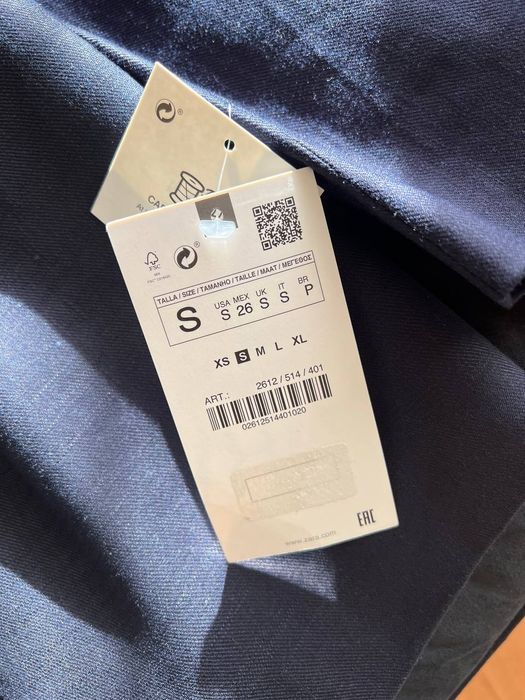 FSC
TALLA / SIZE / TAMANHO / TAILLE / MAAT / ΜΕΓΕΘΟΣ
S
USA MEX UK IT BR
S 26 S S P
XS S M L XL
ART.: 2612 / 514 / 401
02612514401020
www.zara.com
EAC